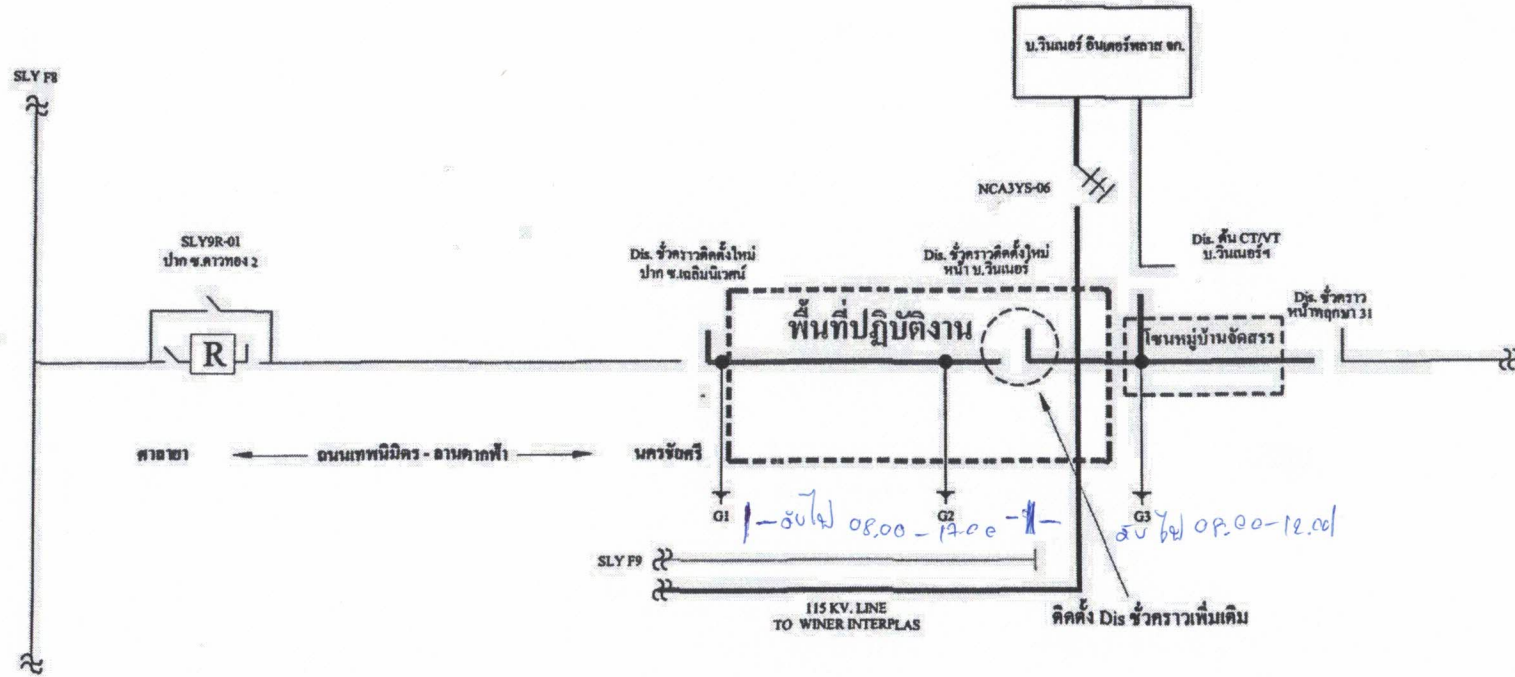 บ.วินเนอร์ อินเตอร์พลาส จก.
SLY F8
NCA3YS-06
SLY9R-01
ปาก ซ.ดาวทอง 2
Dis. ชั่วคราวติดตั้งใหม่
ปาก ซ.เฉลิมนิเวศน์
Dis. ชั่วคราวติดตั้งใหม่
หน้า บ.วินเนอร์
Dis. ต้น CT/VT
บ.วินเนอร์ฯ
Dis. ชั่วคราว
หน้าพฤกษา 31
พื้นที่ปฏิบัติงาน
โซนหมู่บ้านจัดสรร
R
ศาลายา
ถนนเทพนิมิตร - ลานตากฟ้า
นครชัยศรี
G1
G2
G3
ดับไฟ 08.00 - 17.00
ดับไฟ 08.00-12.00
SLY F9
115 KV. LINE
TO WINER INTERPLAS
ติดตั้ง Dis ชั่วคราวเพิ่มเติม